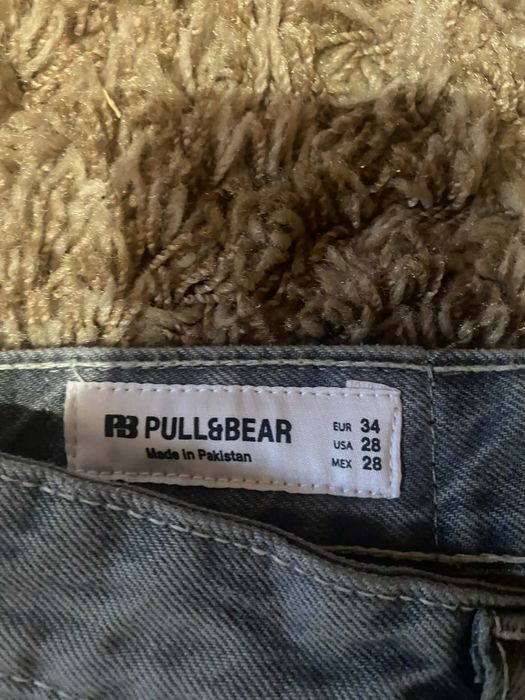 PB PULL&BEAR
Made in Pakistan
EUR 34
USA 28
MEX 28